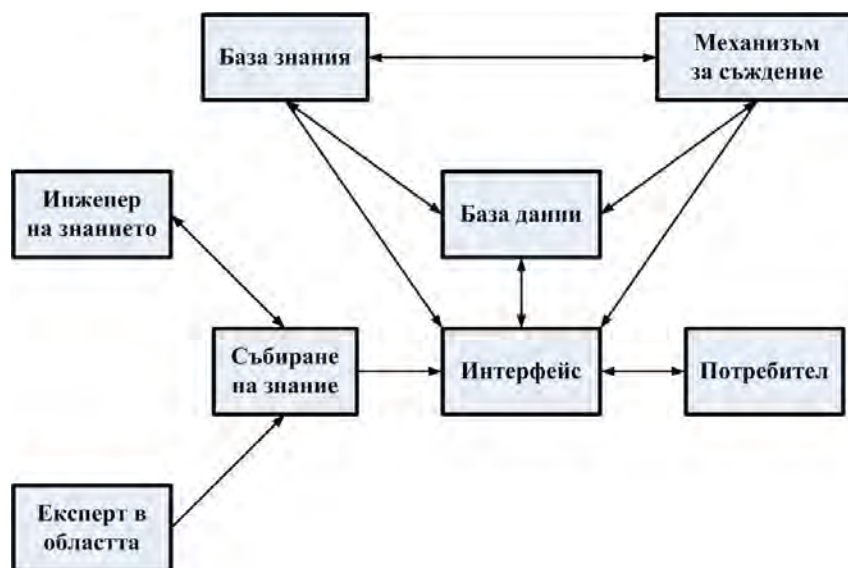 База знания
Механизъм
за съждение
Инженер
на знанието
База данни
Събиране
на знание
Интерфейс
Потребител
Експерт в
областта